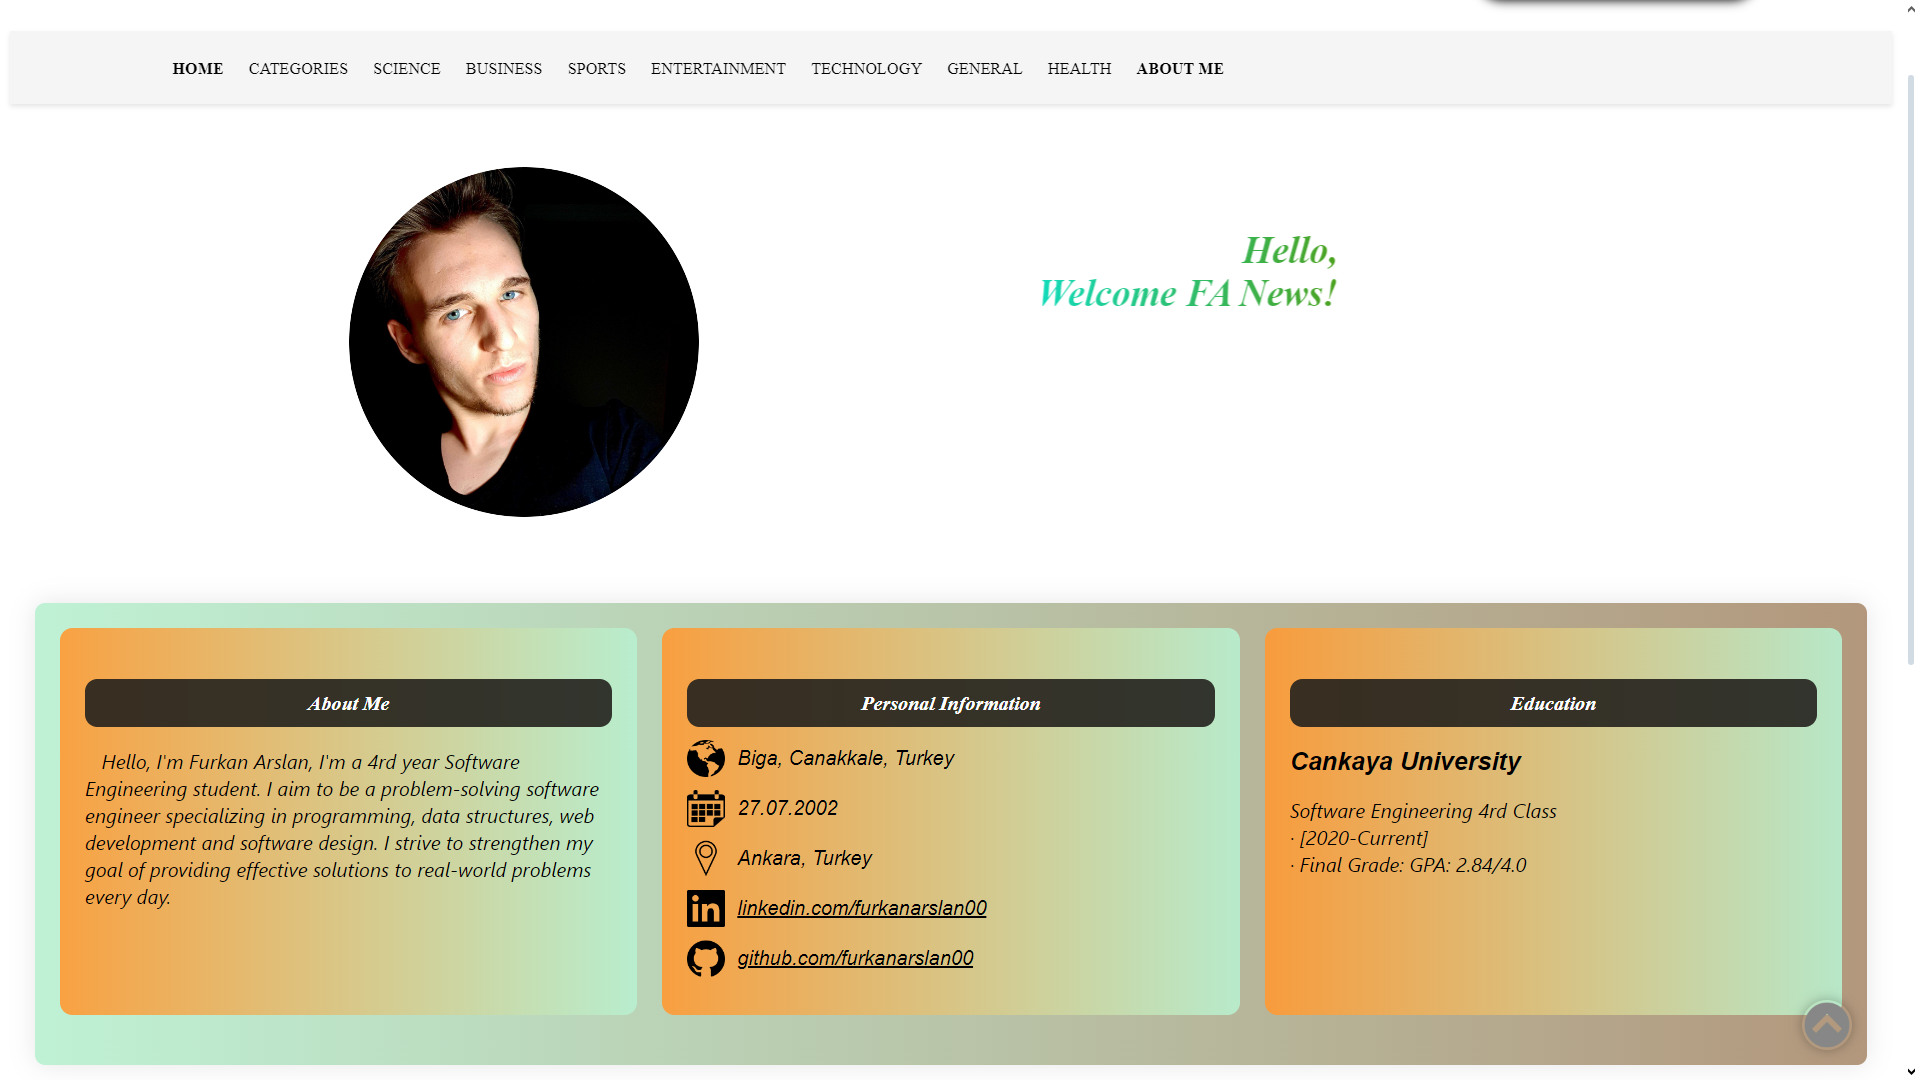 HOME CATEGORIES SCIENCE BUSINESS SPORTS ENTERTAINMENT TECHNOLOGY GENERAL HEALTH ABOUT ME
Hello,
Welcome FA News!
About Me
Hello, I'm Furkan Arslan, I'm a 4rd year Software
Engineering student. I aim to be a problem-solving software
engineer specializing in programming, data structures, web
development and software design. I strive to strengthen my
goal of providing effective solutions to real-world problems
every day.
Personal Information
Biga, Canakkale, Turkey
27.07.2002
Ankara, Turkey
linkedin.com/furkanarslan00
github.com/furkanarslan00
Education
Cankaya University
Software Engineering 4rd Class
· [2020-Current]
· Final Grade: GPA: 2.84/4.0